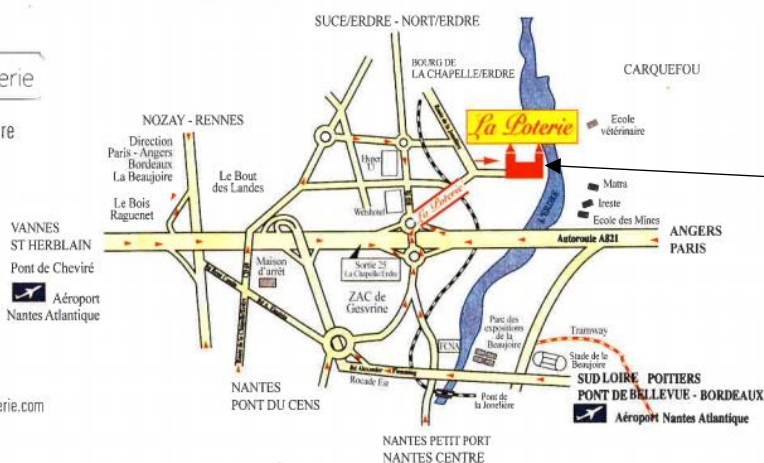 SUCE/ERDRE - NORT/ERDRE
BOURG DE
LA CHAPELLE/ERDRE
CARQUEFOU
erie
re
NOZAY - RENNES
Direction
Paris - Angers
Bordeaux
La Beaujoire
Le Bout
des Landes
Hyper
U
La Poterie
Ecole
vétérinaire
Le Bois
Raguenet
Westhotel
La Poterie
L'ERDRE
Matra
Ireste
Ecole des Mines
VANNES
ST HERBLAIN
Pont de Cheviré
Aéroport
Nantes Atlantique
Autoroute A821
ANGERS
PARIS
Maison
d'arrêt
Sortie 25
La Chapelle/Erdre
ZAC de
Gesvrine
Parc des
expositions
de la
Beaujoire
Tramway
FCNA
Stade de la
Beaujoire
Rocade Est
SUD LOIRE POITIERS
PONT DE BELLEVUE - BORDEAUX
Aéroport Nantes Atlantique
erie.com
NANTES
PONT DU CENS
Pont de
la Jonelière
NANTES PETIT PORT
NANTES CENTRE